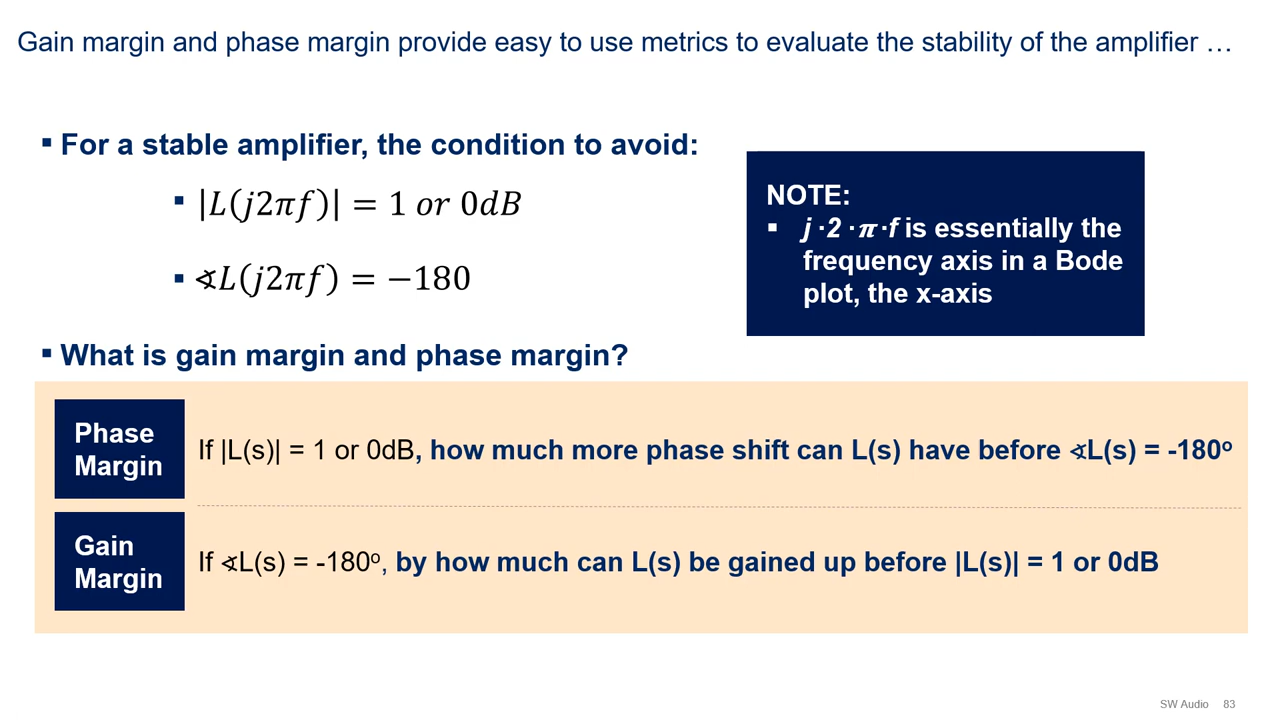 Gain margin and phase margin provide easy to use metrics to evaluate the stability of the amplifier …
▪ For a stable amplifier, the condition to avoid:
▪ |L(j2πf)| = 1 or 0dB
▪ ∢L(j2πf) = −180
NOTE:
▪ j ·2 ·π ·f is essentially the
frequency axis in a Bode
plot, the x-axis
▪ What is gain margin and phase margin?
Phase
Margin
If |L(s)| = 1 or 0dB, how much more phase shift can L(s) have before ∢L(s) = -180º
Gain
Margin
If ∢L(s) = -180º, by how much can L(s) be gained up before |L(s)| = 1 or 0dB
SW Audio 83